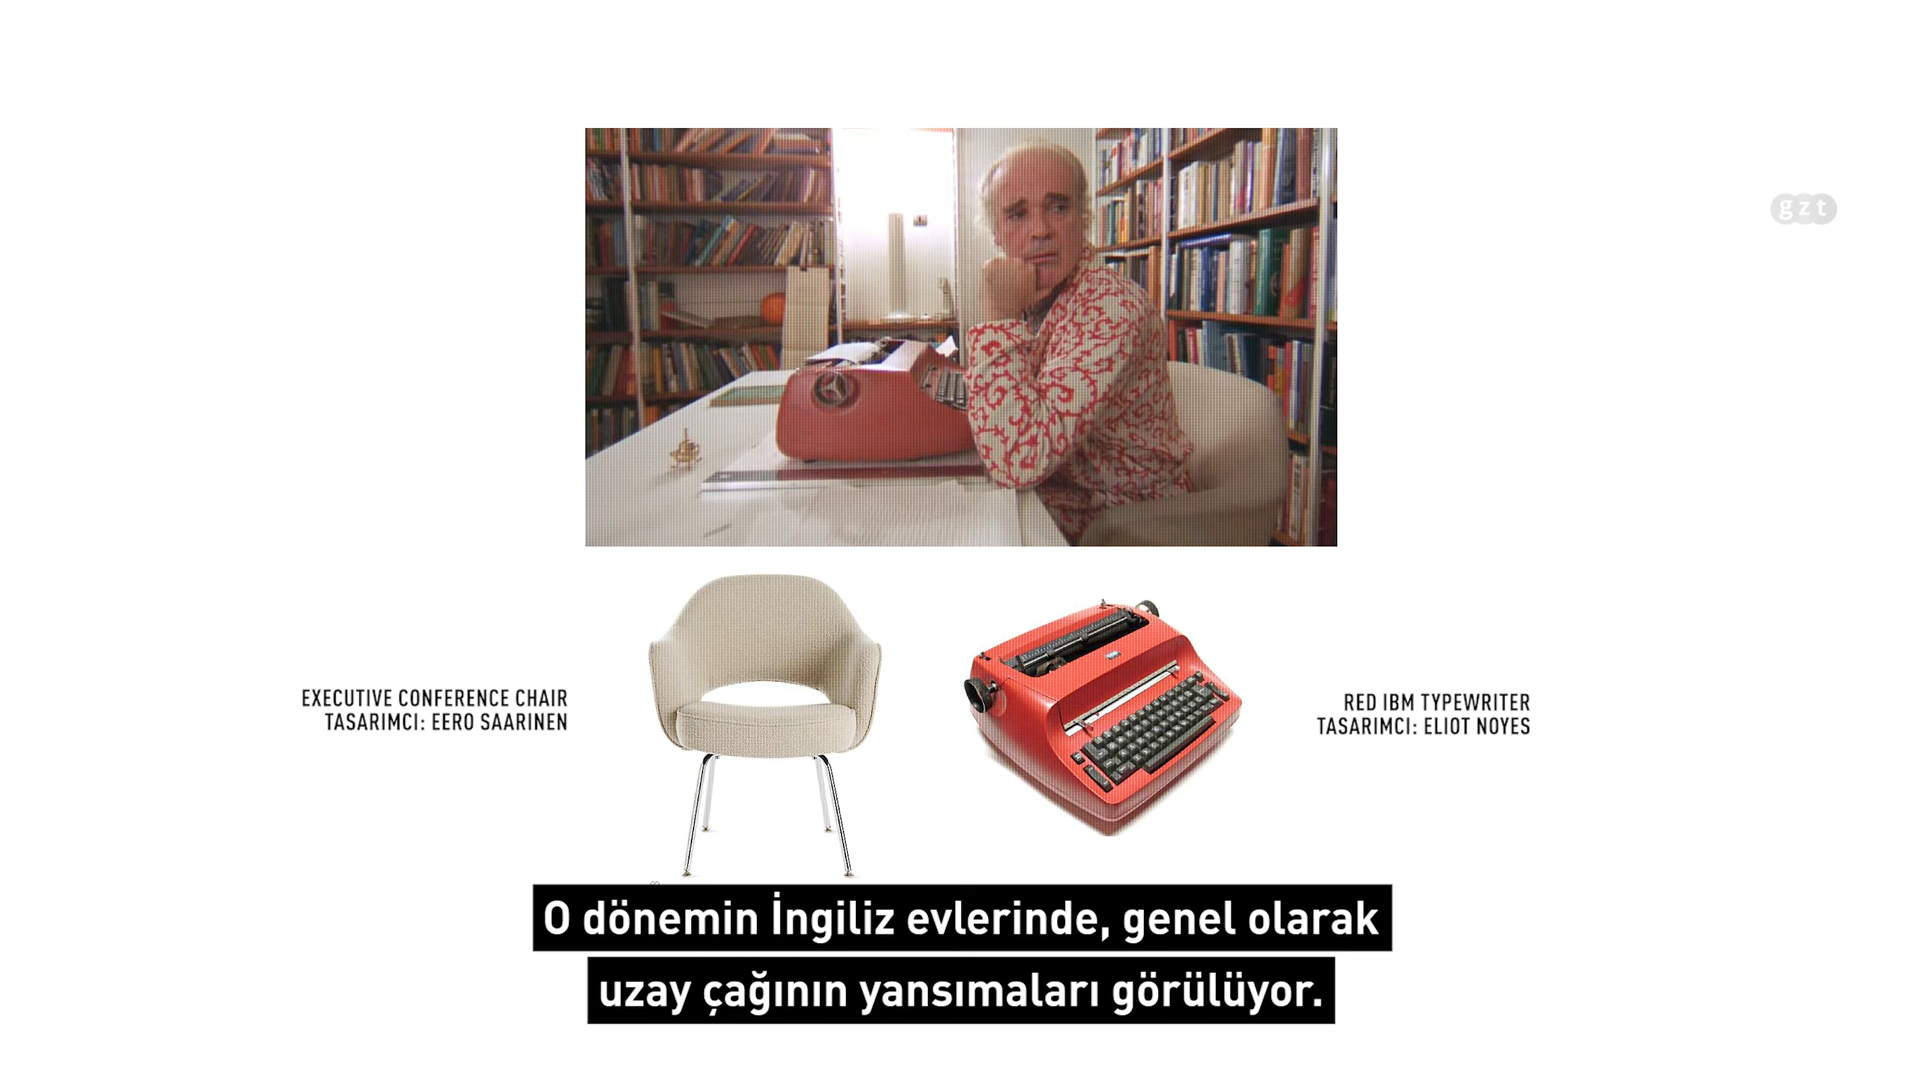 gzt
EXECUTIVE CONFERENCE CHAIR
TASARIMCI: EERO SAARINEN
RED IBM TYPEWRITER
TASARIMCI: ELIOT NOYES
O dönemin İngiliz evlerinde, genel olarak
uzay çağının yansımaları görülüyor.